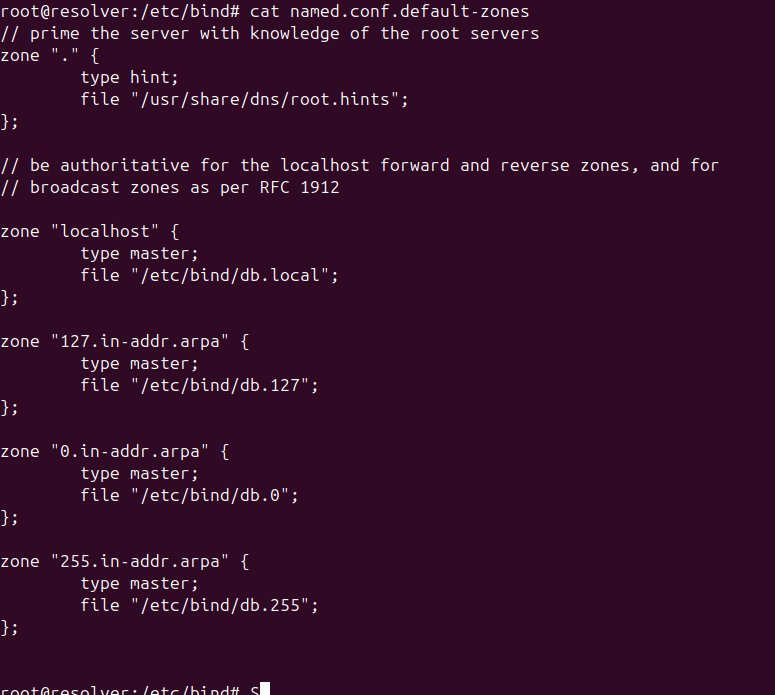 root@resolver:/etc/bind# cat named.conf.default-zones
// prime the server with knowledge of the root servers
zone "." {
        type hint;
        file "/usr/share/dns/root.hints";
};

// be authoritative for the localhost forward and reverse zones, and for
// broadcast zones as per RFC 1912

zone "localhost" {
        type master;
        file "/etc/bind/db.local";
};

zone "127.in-addr.arpa" {
        type master;
        file "/etc/bind/db.127";
};

zone "0.in-addr.arpa" {
        type master;
        file "/etc/bind/db.0";
};

zone "255.in-addr.arpa" {
        type master;
        file "/etc/bind/db.255";
};

root@resolver:/etc/bind# S